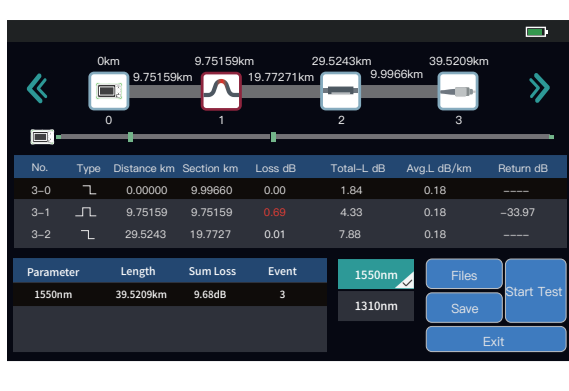 0km 9.75159km 29.5243km 39.5209km
9.75159km 19.77271km 9.9966km
0 1 2 3
No. Type Distance km Section km Loss dB Total-L dB Avg.L dB/km Return dB
3-0 0.00000 9.99660 0.00 1.84 0.18 ----
3-1 9.75159 9.75159 0.69 4.33 0.18 -33.97
3-2 29.5243 19.7727 0.01 7.88 0.18 ----
Parameter Length Sum Loss Event
1550nm 39.5209km 9.68dB 3
1550nm
1310nm
Files
Save
Start Test
Exit